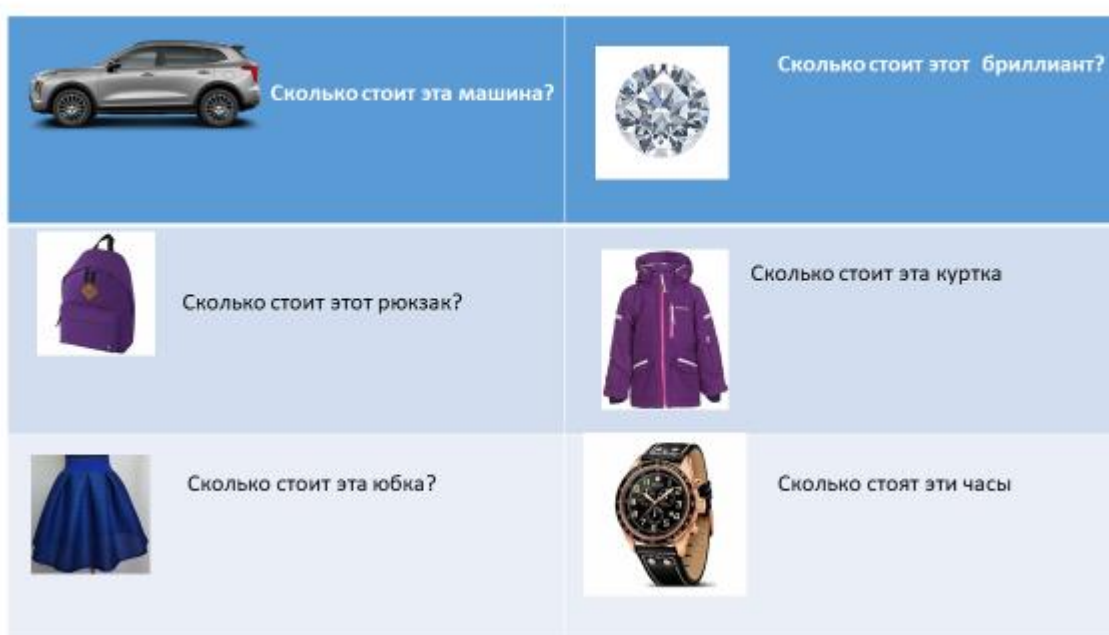 Сколько стоит эта машина?
Сколько стоит этот бриллиант?
Сколько стоит этот рюкзак?
Сколько стоит эта куртка
Сколько стоит эта юбка?
Сколько стоят эти часы